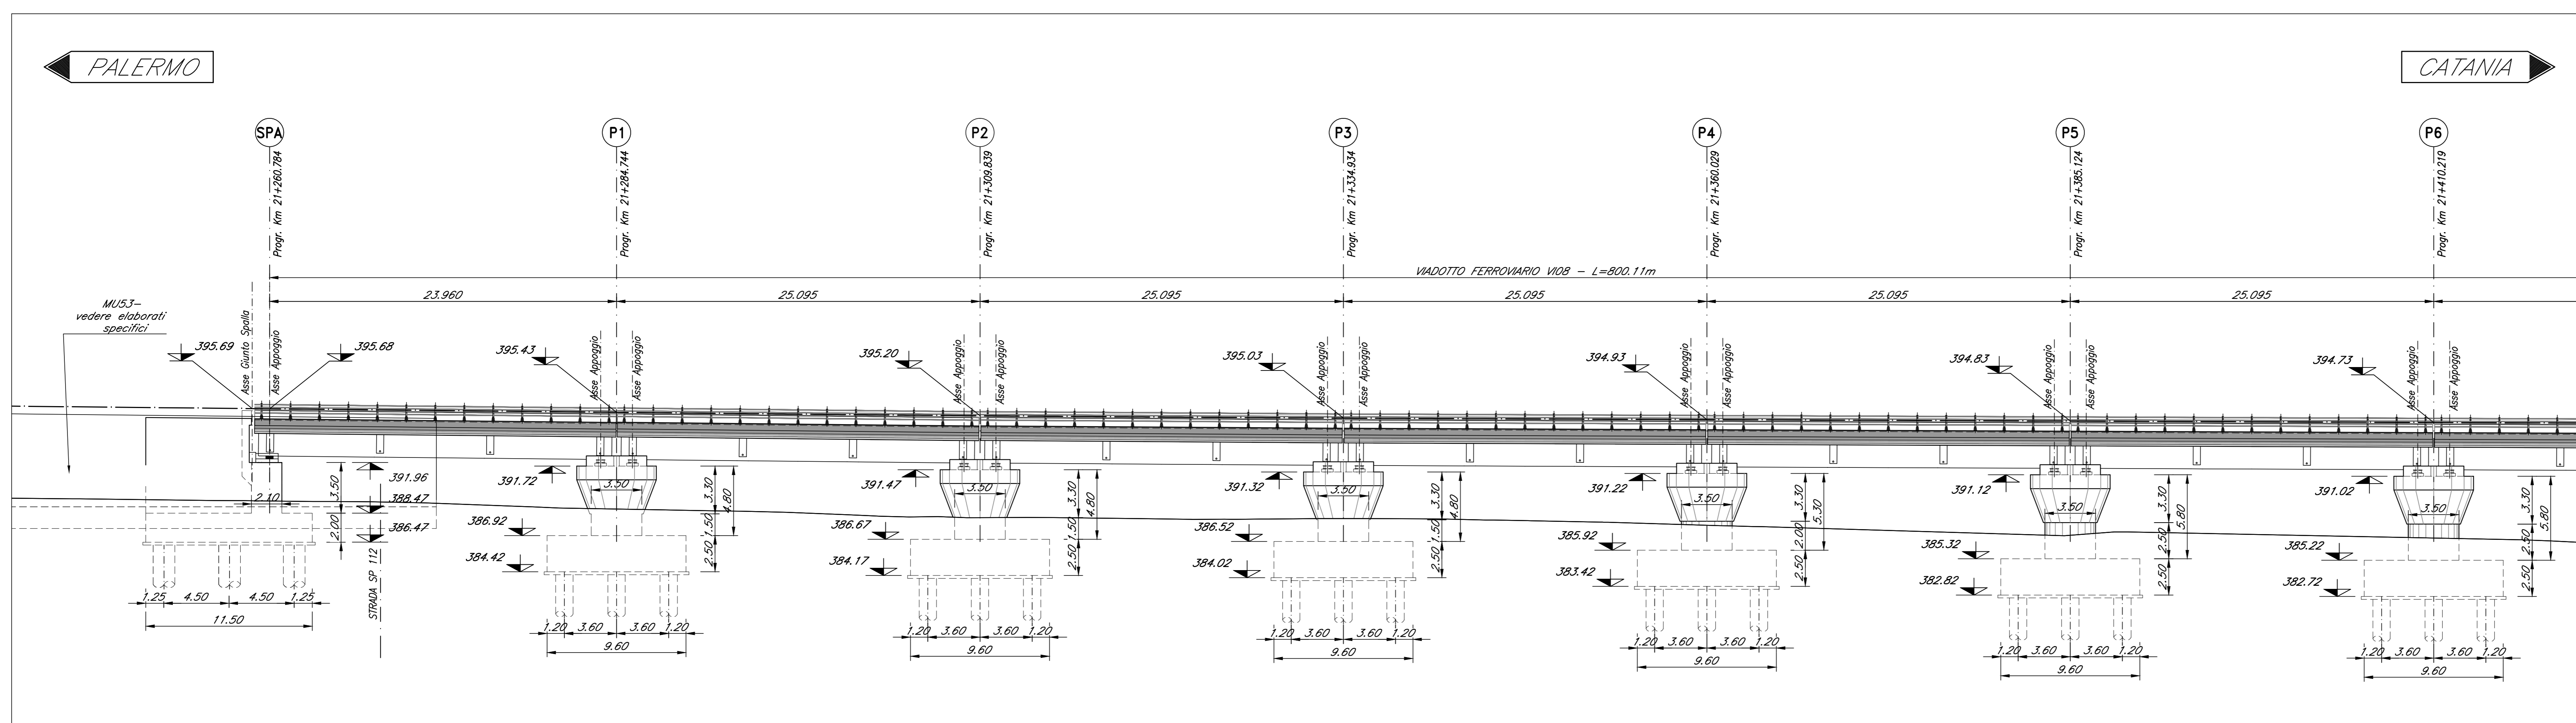 PALERMO
CATANIA
SPA
P1
P2
P3
P4
P5
P6
Progr. Km 21+260.784
Progr. Km 21+284.744
Progr. Km 21+309.839
Progr. Km 21+334.934
Progr. Km 21+360.029
Progr. Km 21+385.124
Progr. Km 21+410.219
VIADOTTO FERROVIARIO VI08 - L=800.11m
23.960
25.095
25.095
25.095
25.095
25.095
MU53-
vedere elaborati
specifici
Asse Giunto Spalla
Asse Appoggio
Asse Appoggio
Asse Appoggio
Asse Appoggio
Asse Appoggio
Asse Appoggio
Asse Appoggio
Asse Appoggio
Asse Appoggio
Asse Appoggio
Asse Appoggio
Asse Appoggio
Asse Appoggio
395.69
395.68
395.43
395.20
395.03
394.93
394.83
394.73
2.10
3.50
2.00
391.96
388.47
386.47
STRADA SP 112
1.25
4.50
4.50
1.25
11.50
391.72
3.50
3.30
4.80
1.50
2.50
386.92
384.42
1.20
3.60
3.60
1.20
9.60
391.47
3.50
3.30
4.80
1.50
2.50
386.67
384.17
1.20
3.60
3.60
1.20
9.60
391.32
3.50
3.30
4.80
1.50
2.50
386.52
384.02
1.20
3.60
3.60
1.20
9.60
391.22
3.50
3.30
5.30
2.00
2.50
385.92
383.42
1.20
3.60
3.60
1.20
9.60
391.12
3.50
3.30
5.80
2.50
2.50
385.32
382.82
1.20
3.60
3.60
1.20
9.60
391.02
3.50
3.30
5.80
2.50
2.50
385.22
382.72
1.20
3.60
3.60
1.20
9.60